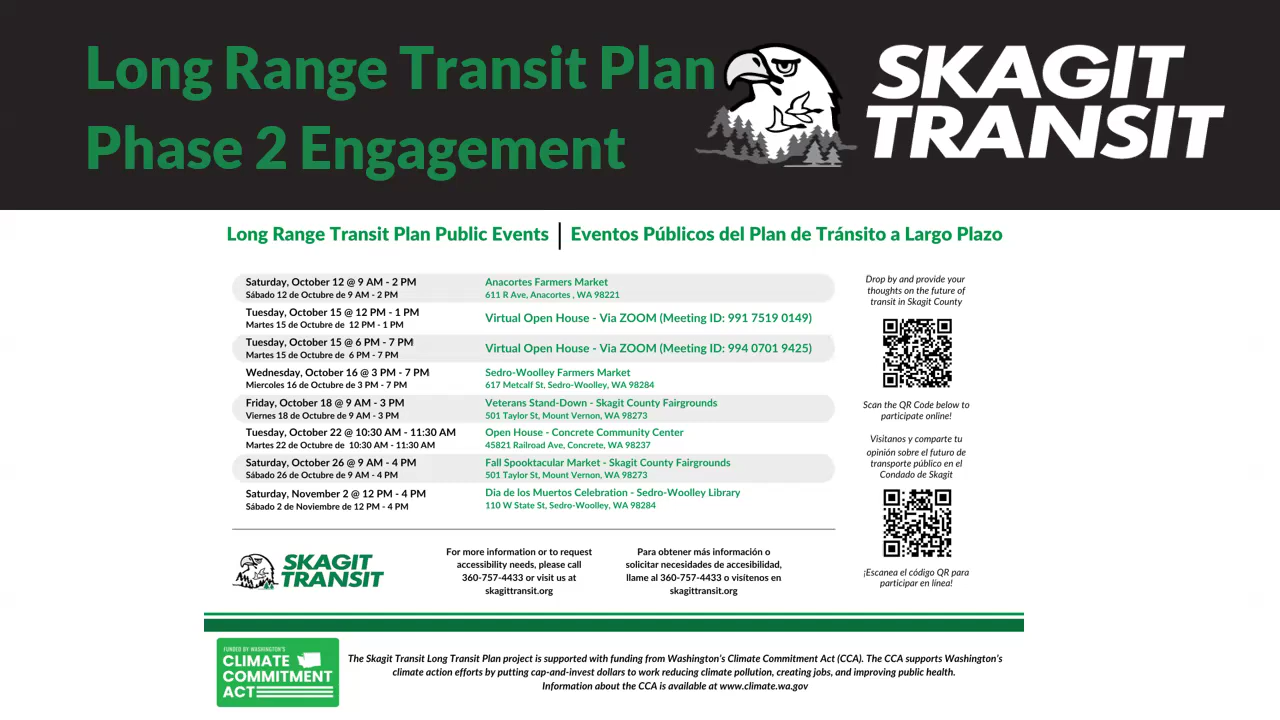 Long Range Transit Plan
Phase 2 Engagement
SKAGIT
TRANSIT
Long Range Transit Plan Public Events | Eventos Públicos del Plan de Tránsito a Largo Plazo
Saturday, October 12 @ 9 AM - 2 PM
Sábado 12 de Octubre de 9 AM - 2 PM
Anacortes Farmers Market
611 R Ave, Anacortes , WA 98221
Tuesday, October 15 @ 12 PM - 1 PM
Martes 15 de Octubre de 12 PM - 1 PM
Virtual Open House - Via ZOOM (Meeting ID: 991 7519 0149)
Tuesday, October 15 @ 6 PM - 7 PM
Martes 15 de Octubre de 6 PM - 7 PM
Virtual Open House - Via ZOOM (Meeting ID: 994 0701 9425)
Wednesday, October 16 @ 3 PM - 7 PM
Miercoles 16 de Octubre de 3 PM - 7 PM
Sedro-Woolley Farmers Market
617 Metcalf St, Sedro-Woolley, WA 98284
Friday, October 18 @ 9 AM - 3 PM
Viernes 18 de Octubre de 9 AM - 3 PM
Veterans Stand-Down - Skagit County Fairgrounds
501 Taylor St, Mount Vernon, WA 98273
Tuesday, October 22 @ 10:30 AM - 11:30 AM
Martes 22 de Octubre de 10:30 AM - 11:30 AM
Open House - Concrete Community Center
45821 Railroad Ave, Concrete, WA 98237
Saturday, October 26 @ 9 AM - 4 PM
Sábado 26 de Octubre de 9 AM - 4 PM
Fall Spooktacular Market - Skagit County Fairgrounds
501 Taylor St, Mount Vernon, WA 98273
Saturday, November 2 @ 12 PM - 4 PM
Sábado 2 de Noviembre de 12 PM - 4 PM
Dia de los Muertos Celebration - Sedro-Woolley Library
110 W State St, Sedro-Woolley, WA 98284
Drop by and provide your
thoughts on the future of
transit in Skagit County
Scan the QR Code below to
participate online!
Visitanos y comparte tu
opinión sobre el futuro de
transporte público en el
Condado de Skagit
¡Escanea el código QR para
participar en línea!
SKAGIT
TRANSIT
For more information or to request
accessibility needs, please call
360-757-4433 or visit us at
skagittransit.org
Para obtener más información o
solicitar necesidades de accesibilidad,
llame al 360-757-4433 o visítenos en
skagittransit.org
FUNDED BY WASHINGTON'S
CLIMATE
COMMITMENT
ACT
The Skagit Transit Long Transit Plan project is supported with funding from Washington's Climate Commitment Act (CCA). The CCA supports Washington's
climate action efforts by putting cap-and-invest dollars to work reducing climate pollution, creating jobs, and improving public health.
Information about the CCA is available at www.climate.wa.gov